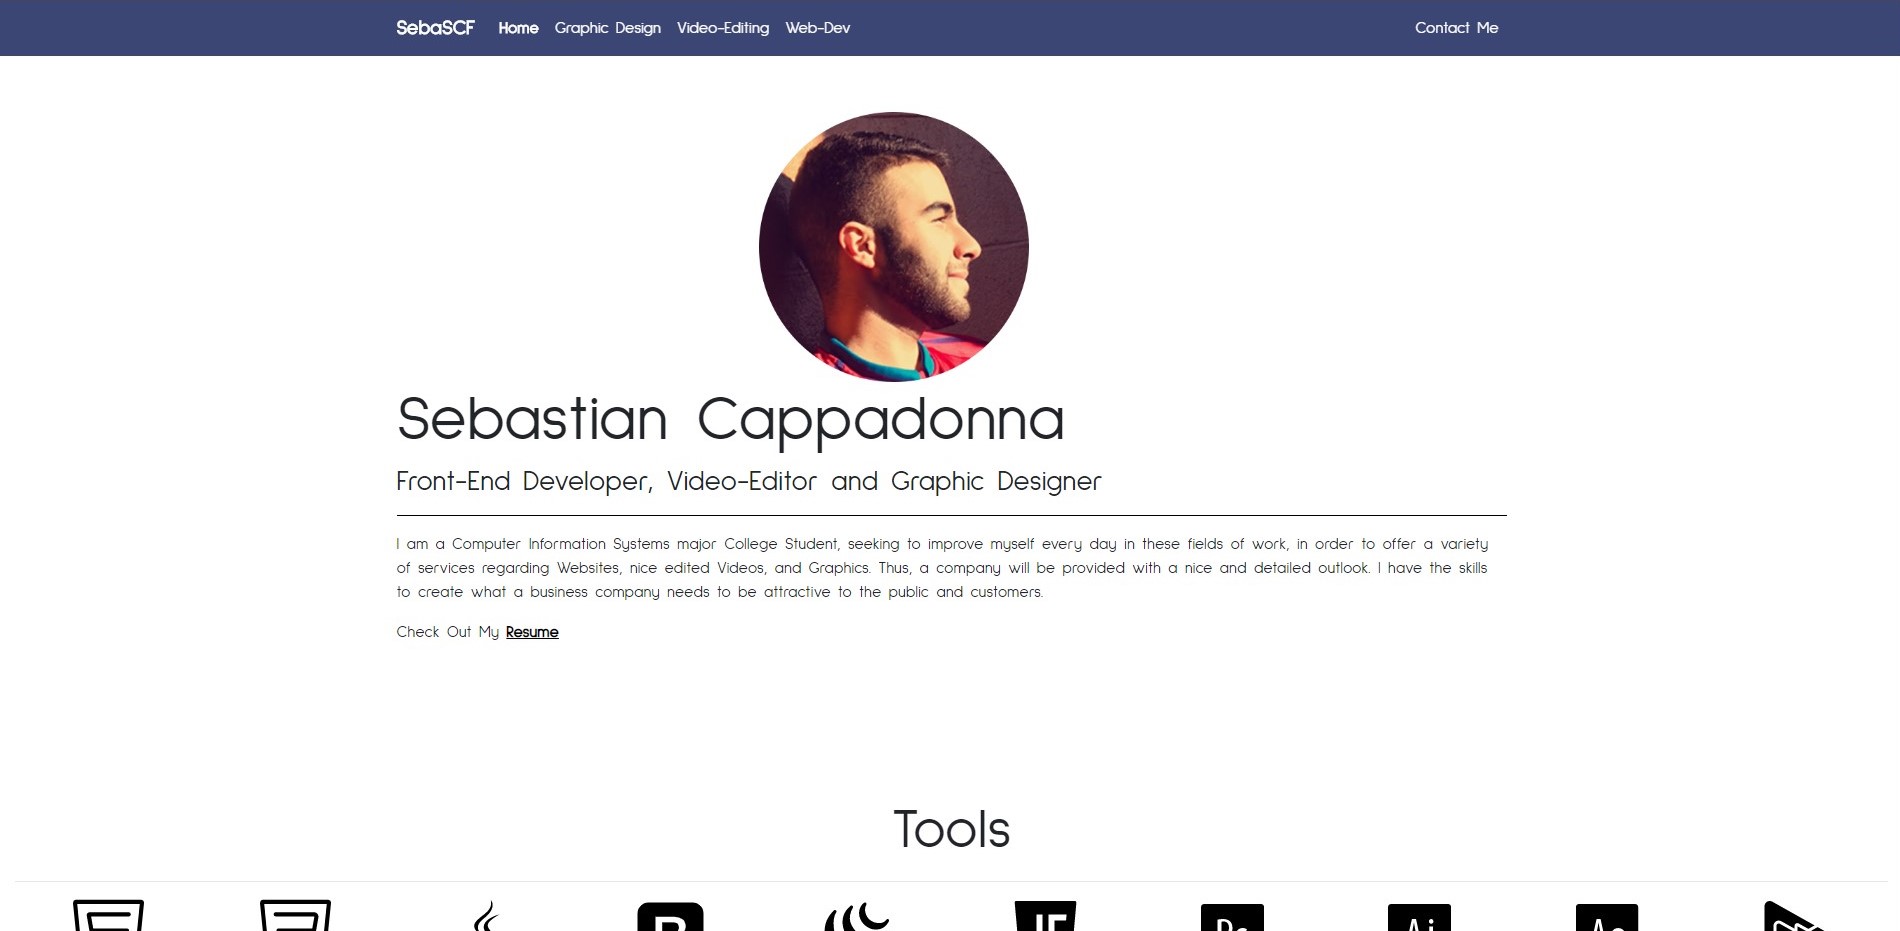 SebaSCF Home Graphic Design Video-Editing Web-Dev Contact Me
Sebastian Cappadonna
Front-End Developer, Video-Editor and Graphic Designer
I am a Computer Information Systems major College Student, seeking to improve myself every day in these fields of work, in order to offer a variety
of services regarding Websites, nice edited Videos, and Graphics. Thus, a company will be provided with a nice and detailed outlook. I have the skills
to create what a business company needs to be attractive to the public and customers.
Check Out My Resume
Tools